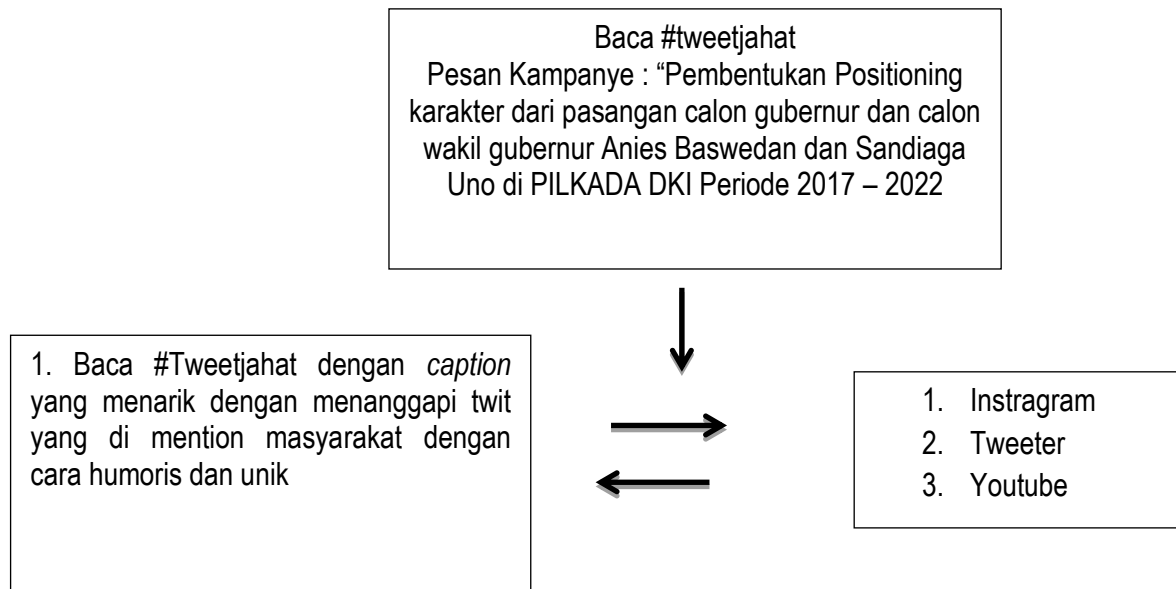 Baca #tweetjahat
Pesan Kampanye : “Pembentukan Positioning
karakter dari pasangan calon gubernur dan calon
wakil gubernur Anies Baswedan dan Sandiaga
Uno di PILKADA DKI Periode 2017 – 2022
1. Baca #Tweetjahat dengan caption
yang menarik dengan menanggapi twit
yang di mention masyarakat dengan
cara humoris dan unik
1. Instragram
2. Tweeter
3. Youtube